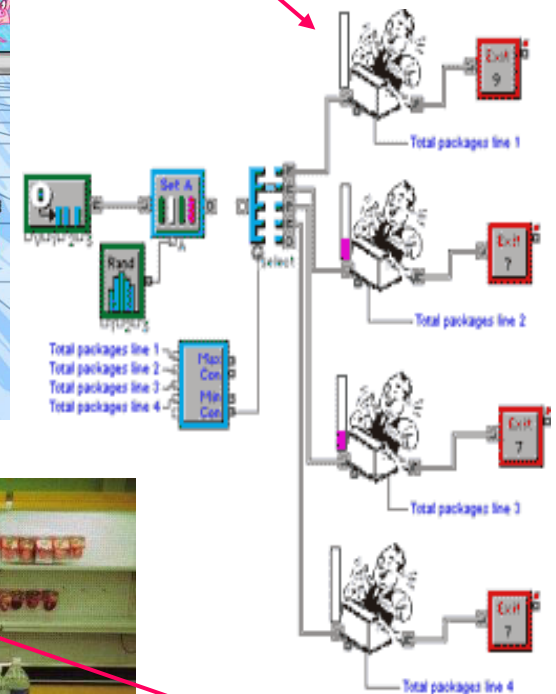 Exit
9
Total packages line 1
Set A
A
Rand
Select
Exit
7
Total packages line 2
Total packages line 1
Total packages line 2
Total packages line 3
Total packages line 4
Max
Con
Min
Con
Exit
7
Total packages line 3
Exit
7
Total packages line 4